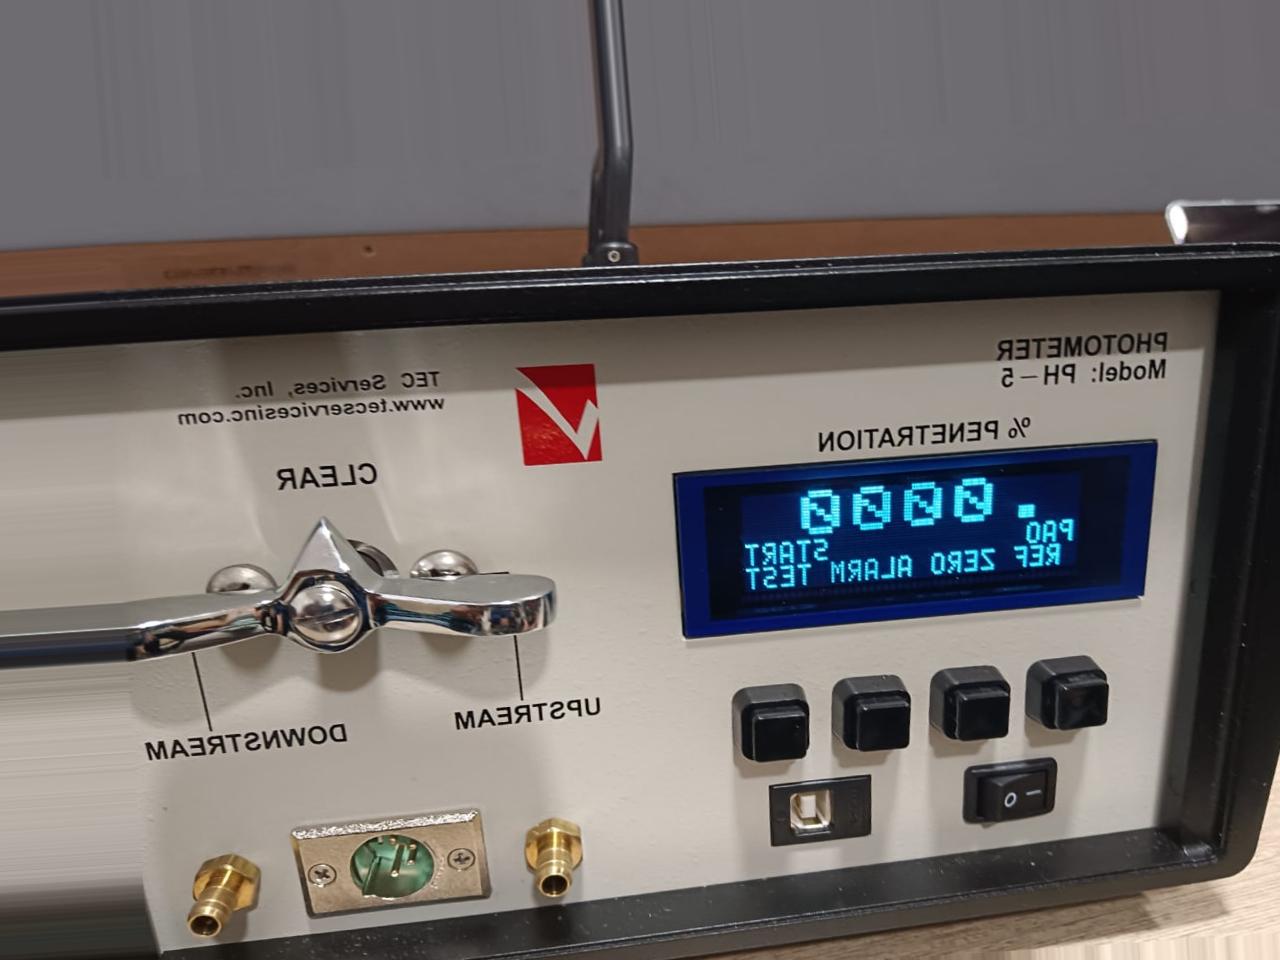 PHOTOMETER
Model: PH-5
% PENETRATION
.0000
PAO START
REF ZERO ALARM TEST
TEC Services, Inc.
www.tecservicesinc.com
CLEAR
UPSTREAM
DOWNSTREAM
— O